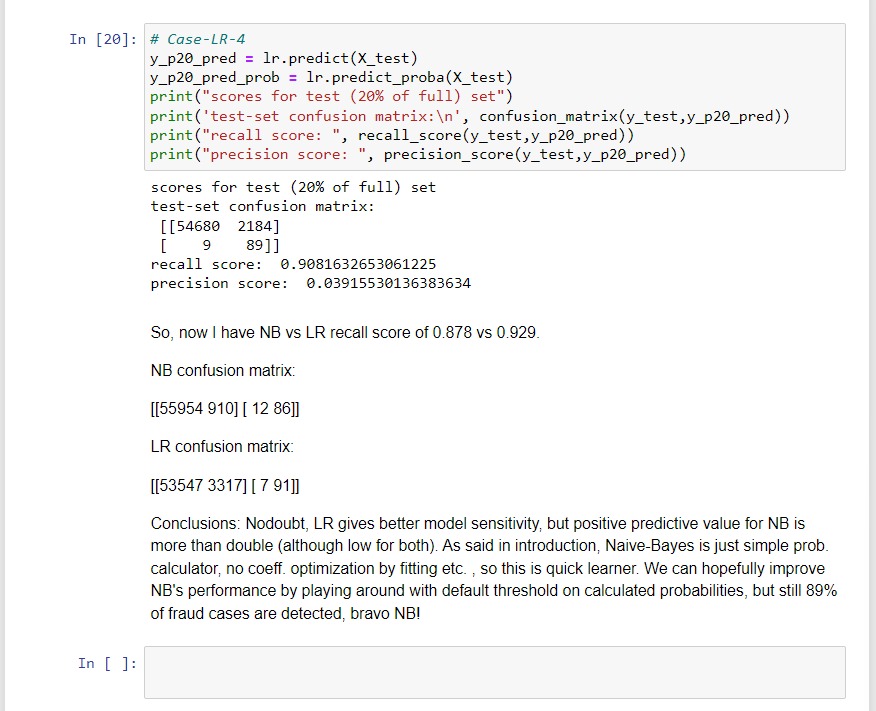 In [20]: # Case-LR-4
y_p20_pred = lr.predict(X_test)
y_p20_pred_prob = lr.predict_proba(X_test)
print("scores for test (20% of full) set")
print('test-set confusion matrix:\n', confusion_matrix(y_test,y_p20_pred))
print("recall score: ", recall_score(y_test,y_p20_pred))
print("precision score: ", precision_score(y_test,y_p20_pred))
scores for test (20% of full) set
test-set confusion matrix:
[[54680  2184]
[    9    89]]
recall score:  0.9081632653061225
precision score:  0.03915530136383634
So, now I have NB vs LR recall score of 0.878 vs 0.929.
NB confusion matrix:
[[55954 910] [ 12 86]]
LR confusion matrix:
[[53547 3317] [ 7 91]]
Conclusions: Nodoubt, LR gives better model sensitivity, but positive predictive value for NB is
more than double (although low for both). As said in introduction, Naive-Bayes is just simple prob.
calculator, no coeff. optimization by fitting etc. , so this is quick learner. We can hopefully improve
NB's performance by playing around with default threshold on calculated probabilities, but still 89%
of fraud cases are detected, bravo NB!
In [ ]: